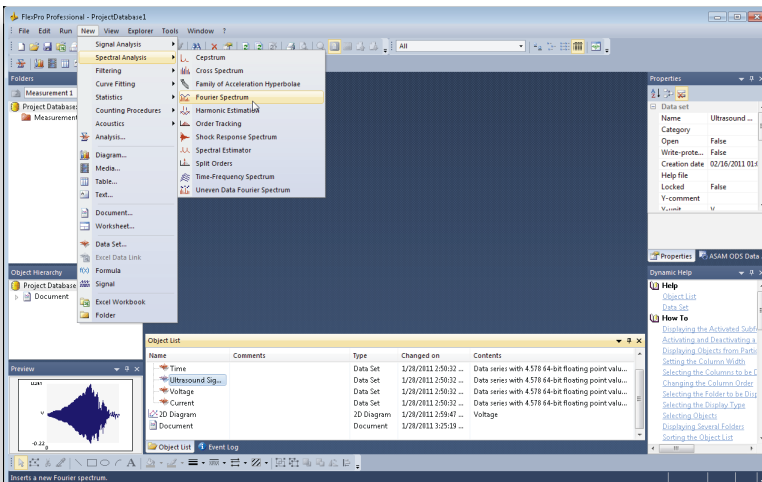 FlexPro Professional - ProjectDatabase1
File Edit Run New View Explorer Tools Window ?
All
Signal Analysis
Spectral Analysis
Filtering
Curve Fitting
Statistics
Counting Procedures
Acoustics
Analysis...
Diagram...
Media...
Table...
Text...
Document...
Worksheet...
Data Set...
Excel Data Link
Formula
Signal
Excel Workbook
Folder
Cepstrum
Cross Spectrum
Family of Acceleration Hyperbolae
Fourier Spectrum
Harmonic Estimation
Order Tracking
Shock Response Spectrum
Spectral Estimator
Split Orders
Time-Frequency Spectrum
Uneven Data Fourier Spectrum
Folders
Measurement 1
Project Database
Measurement
Object Hierarchy
Project Database
Document
Preview
V
-0.22
Object List
Name Comments Type Changed on Contents
Time Data Set 1/28/2011 2:50:32 ... Data series with 4.578 64-bit floating point valu...
Ultrasound Sig... Data Set 1/28/2011 2:50:32 ... Data series with 4.578 64-bit floating point valu...
Voltage Data Set 1/28/2011 2:50:32 ... Data series with 4.578 64-bit floating point valu...
Current Data Set 1/28/2011 2:50:32 ... Data series with 4.578 64-bit floating point valu...
2D Diagram 2D Diagram 1/28/2011 2:59:47 ... Voltage
Document Document 1/28/2011 3:25:19 ...
Object List Event Log
Properties
Data set
Name Ultrasound ...
Category
Open False
Write-prote... False
Creation date 02/16/2011 01:
Help file
Locked False
Y-comment
Y-unit V
Properties ASAM ODS Data
Dynamic Help
Help
Object List
Data Set
How To
Displaying the Activated Subf
Activating and Deactivating a
Displaying Objects from Parti
Setting the Column Width
Selecting the Columns to be D
Changing the Column Order
Selecting the Folder to be Disp
Selecting the Display Type
Selecting Objects
Displaying Several Folders
Sorting the Object List
Inserts a new Fourier spectrum.